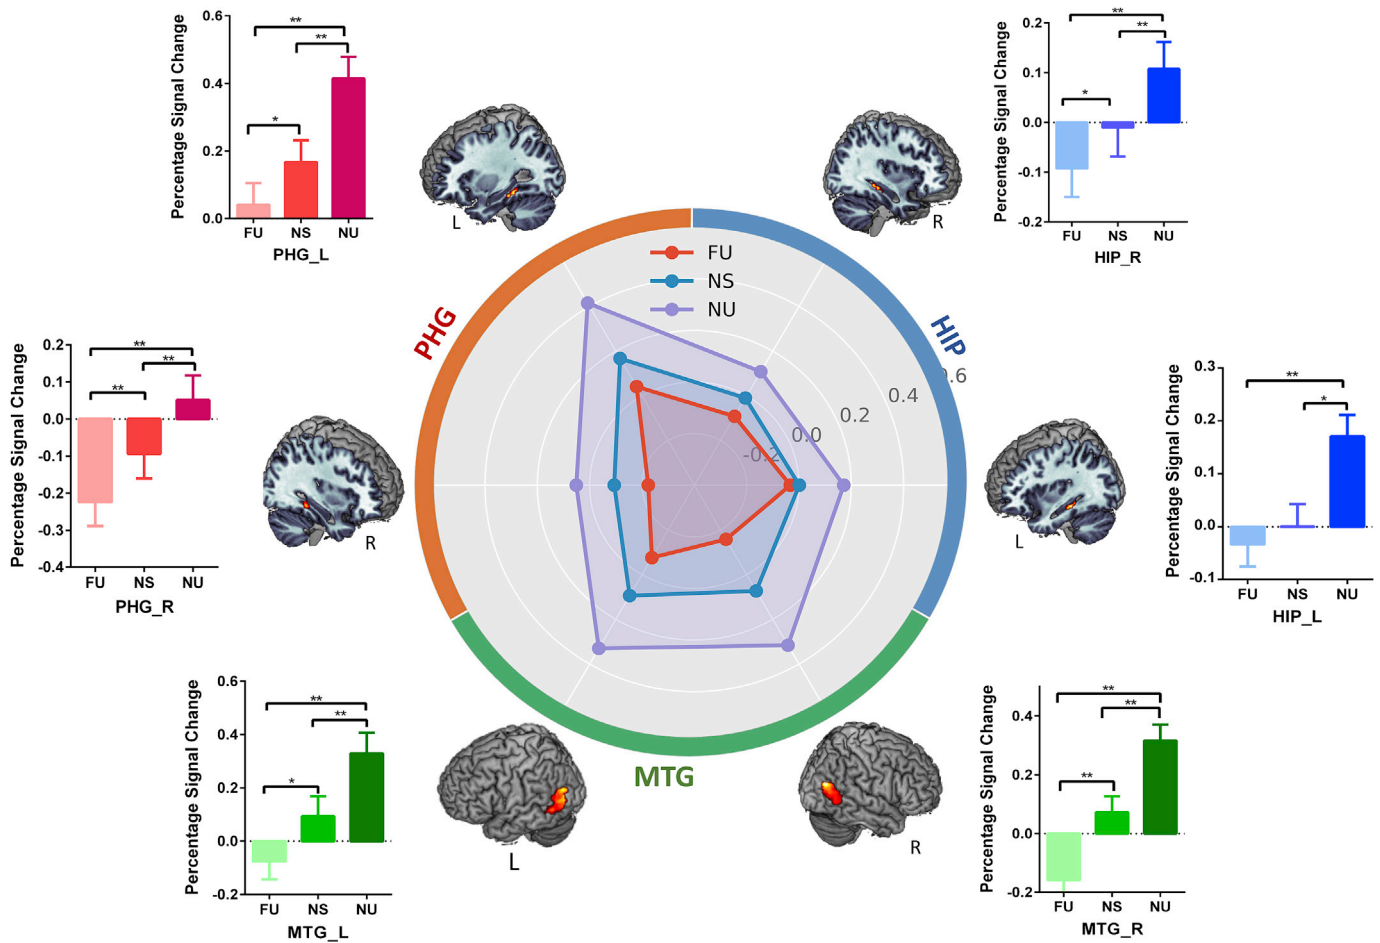 Percentage Signal Change
0.6
0.4
0.2
0.0
**
**
*
FU NS NU
PHG_L
L
R
Percentage Signal Change
0.2
0.1
0.0
-0.1
-0.2
**
**
*
FU NS NU
HIP_R
FU
NS
NU
PHG
HIP
MTG
-0.2
0.0
0.2
0.4
0.6
Percentage Signal Change
0.2
0.1
0.0
-0.1
-0.2
-0.3
-0.4
**
**
**
FU NS NU
PHG_R
R
L
Percentage Signal Change
0.3
0.2
0.1
0.0
-0.1
**
*
FU NS NU
HIP_L
Percentage Signal Change
0.6
0.4
0.2
0.0
-0.2
**
**
*
FU NS NU
MTG_L
L
R
Percentage Signal Change
0.4
0.2
0.0
-0.2
**
**
**
FU NS NU
MTG_R